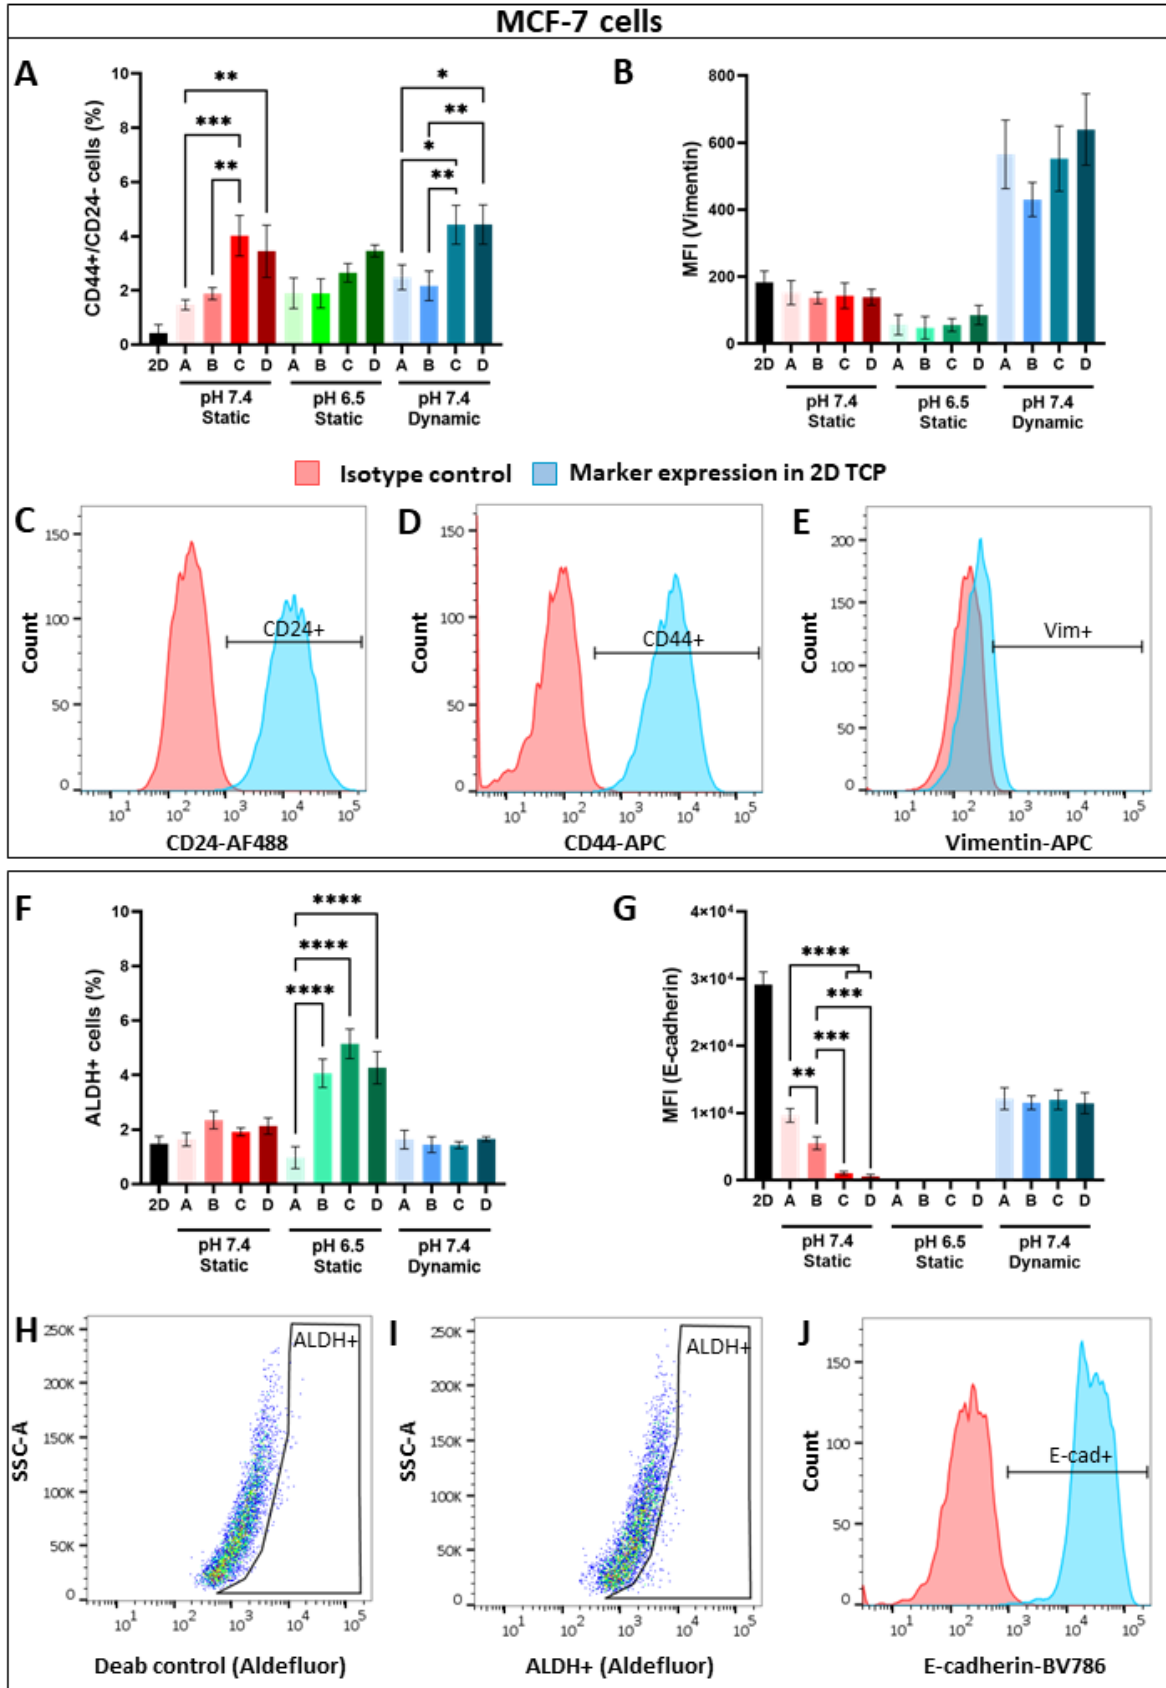 MCF-7 cells
A
CD44+/CD24- cells (%)
10
8
6
4
2
0
**
***
**
*
**
*
**
2D A B C D A B C D A B C D
pH 7.4 Static
pH 6.5 Static
pH 7.4 Dynamic
B
MFI (Vimentin)
800
600
400
200
0
2D A B C D A B C D A B C D
pH 7.4 Static
pH 6.5 Static
pH 7.4 Dynamic
Isotype control
Marker expression in 2D TCP
C
Count
150
100
50
0
CD24+
10¹ 10² 10³ 10⁴ 10⁵
CD24-AF488
D
Count
150
100
50
0
CD44+
10¹ 10² 10³ 10⁴ 10⁵
CD44-APC
E
Count
200
150
100
50
0
Vim+
10¹ 10² 10³ 10⁴ 10⁵
Vimentin-APC
F
ALDH+ cells (%)
10
8
6
4
2
0
****
****
****
2D A B C D A B C D A B C D
pH 7.4 Static
pH 6.5 Static
pH 7.4 Dynamic
G
MFI (E-cadherin)
4×10⁴
3×10⁴
2×10⁴
1×10⁴
0
****
***
***
**
2D A B C D A B C D A B C D
pH 7.4 Static
pH 6.5 Static
pH 7.4 Dynamic
H
SSC-A
250K
200K
150K
100K
50K
0
ALDH+
10¹ 10² 10³ 10⁴ 10⁵
Deab control (Aldefluor)
I
SSC-A
250K
200K
150K
100K
50K
0
ALDH+
10¹ 10² 10³ 10⁴ 10⁵
ALDH+ (Aldefluor)
J
Count
150
100
50
0
E-cad+
10¹ 10² 10³ 10⁴ 10⁵
E-cadherin-BV786